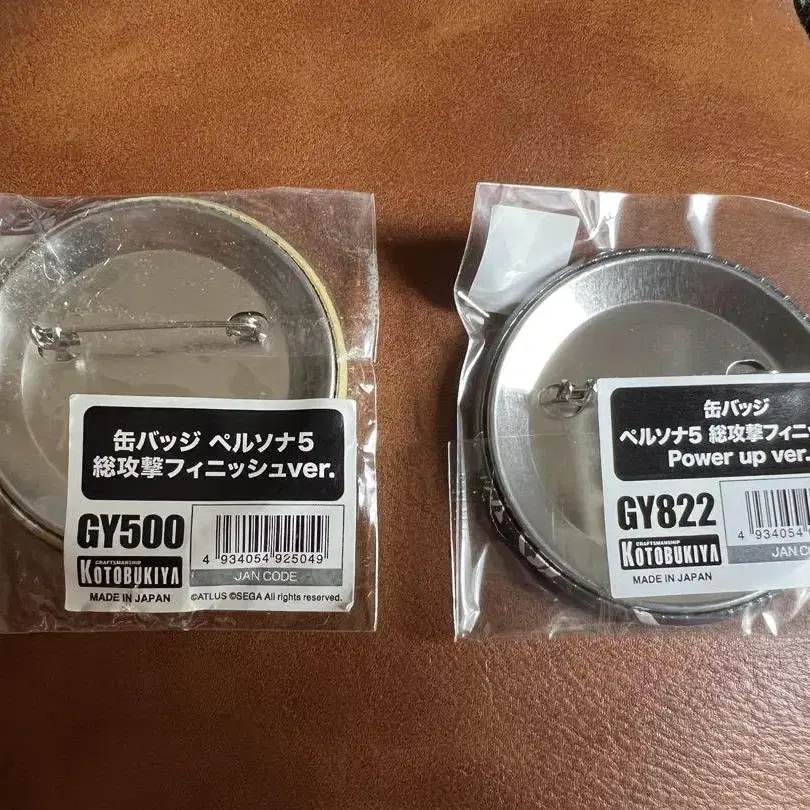 缶バッジ ペルソナ5
総攻撃フィニッシュver.
GY500
4 934054 925049
JAN CODE
CRAFTSMANSHIP
KOTOBUKIYA
MADE IN JAPAN
©ATLUS ©SEGA All rights reserved.
缶バッジ
ペルソナ5 総攻撃フィニッ
Power up ver.
GY822
4 934054
JAN
CRAFTSMANSHIP
KOTOBUKIYA
MADE IN JAPAN